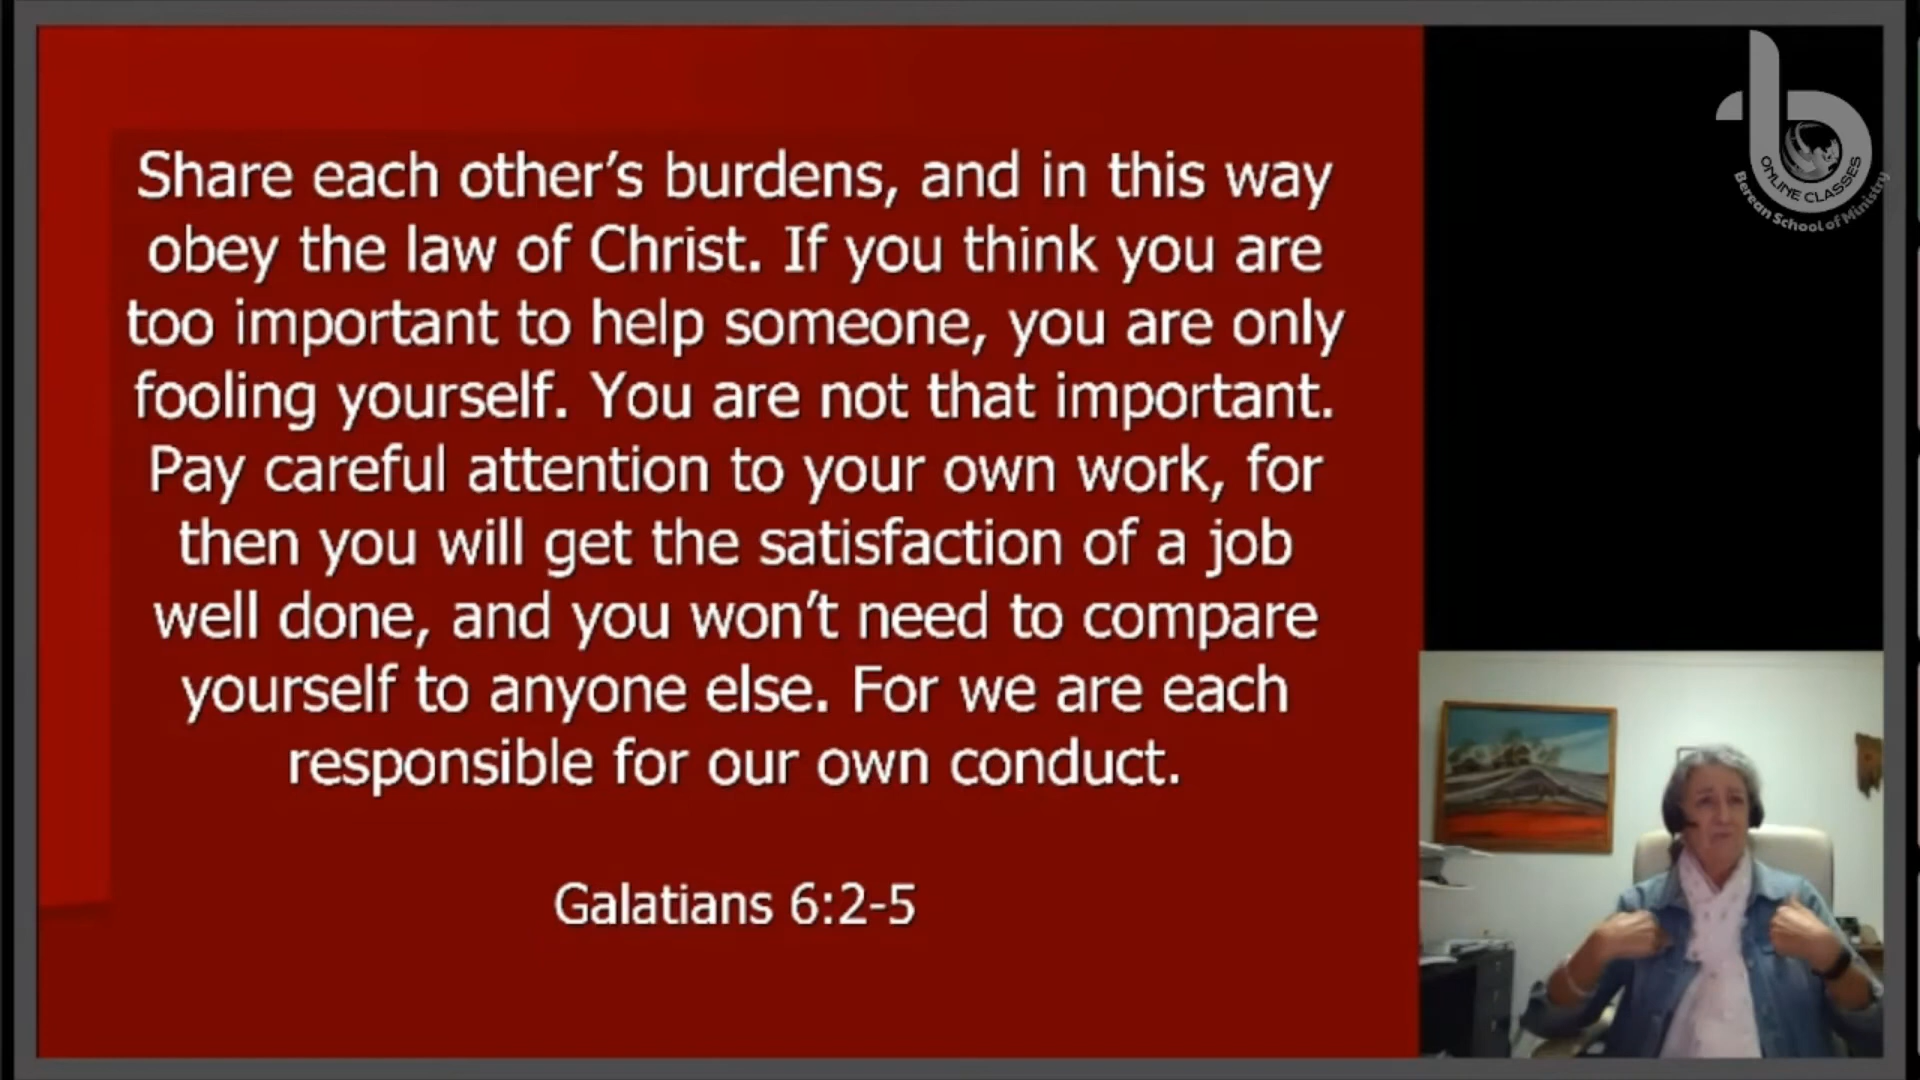 Share each other’s burdens, and in this way
obey the law of Christ. If you think you are
too important to help someone, you are only
fooling yourself. You are not that important.
Pay careful attention to your own work, for
then you will get the satisfaction of a job
well done, and you won’t need to compare
yourself to anyone else. For we are each
responsible for our own conduct.
Galatians 6:2-5
ONLINE CLASSES
Berean School of Ministry